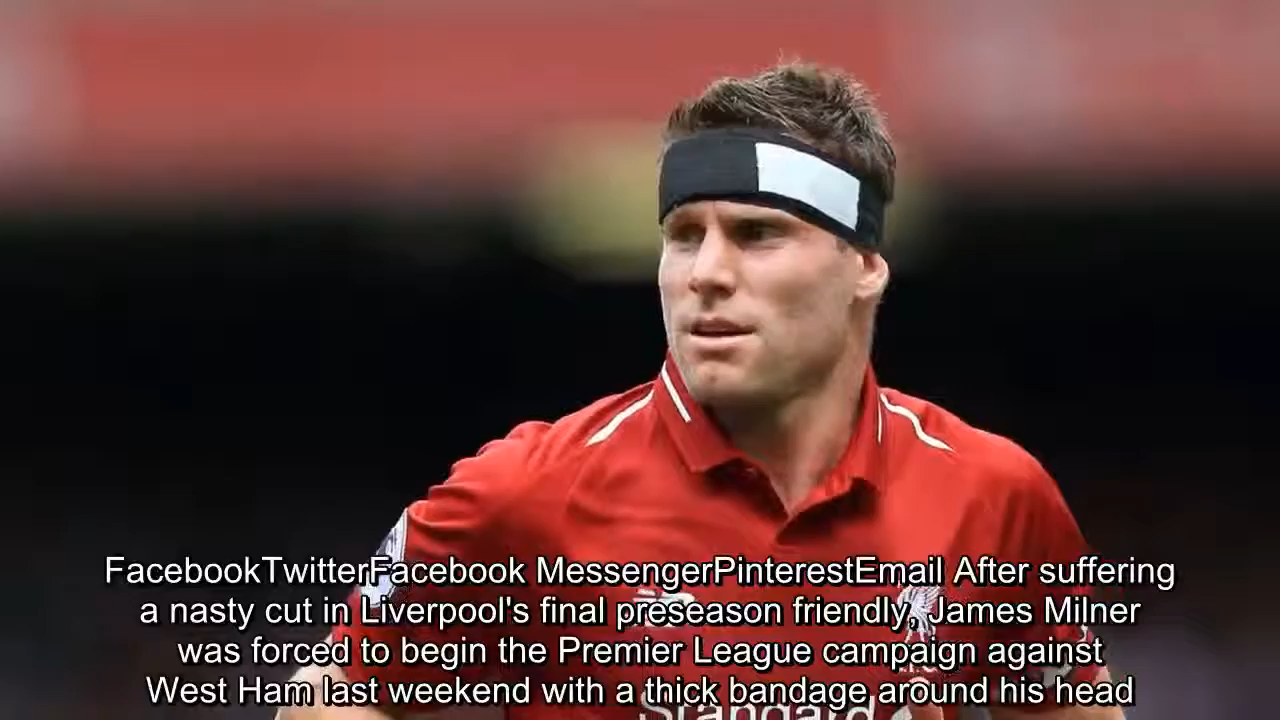 FacebookTwitterFacebook MessengerPinterestEmail After suffering
a nasty cut in Liverpool's final preseason friendly, James Milner
was forced to begin the Premier League campaign against
West Ham last weekend with a thick bandage around his head
Standard